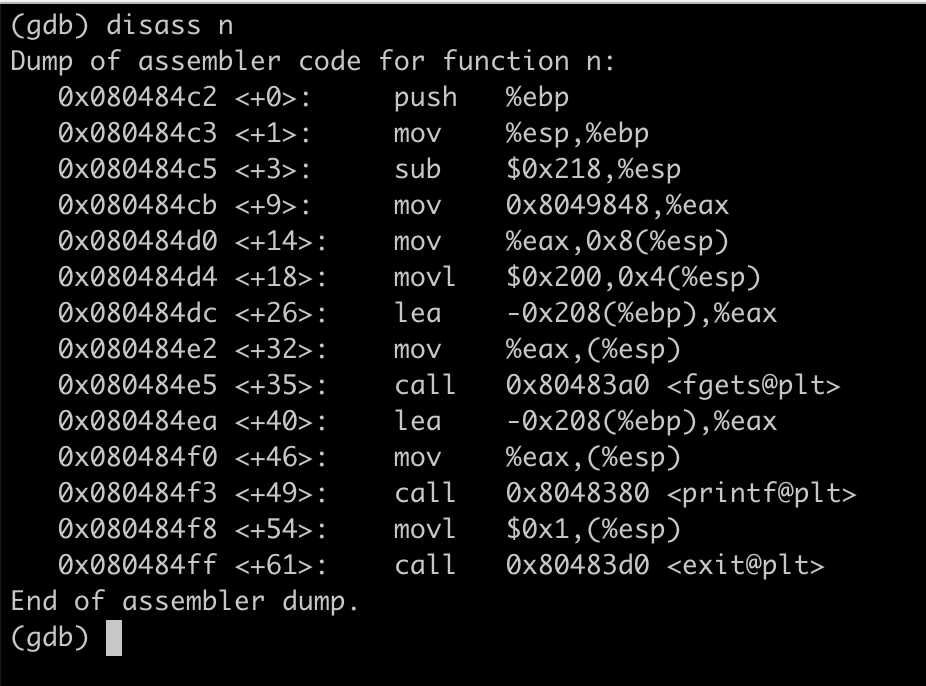 (gdb) disass n
Dump of assembler code for function n:
   0x080484c2 <+0>:     push   %ebp
   0x080484c3 <+1>:     mov    %esp,%ebp
   0x080484c5 <+3>:     sub    $0x218,%esp
   0x080484cb <+9>:     mov    0x8049848,%eax
   0x080484d0 <+14>:    mov    %eax,0x8(%esp)
   0x080484d4 <+18>:    movl   $0x200,0x4(%esp)
   0x080484dc <+26>:    lea    -0x208(%ebp),%eax
   0x080484e2 <+32>:    mov    %eax,(%esp)
   0x080484e5 <+35>:    call   0x80483a0 <fgets@plt>
   0x080484ea <+40>:    lea    -0x208(%ebp),%eax
   0x080484f0 <+46>:    mov    %eax,(%esp)
   0x080484f3 <+49>:    call   0x8048380 <printf@plt>
   0x080484f8 <+54>:    movl   $0x1,(%esp)
   0x080484ff <+61>:    call   0x80483d0 <exit@plt>
End of assembler dump.
(gdb)